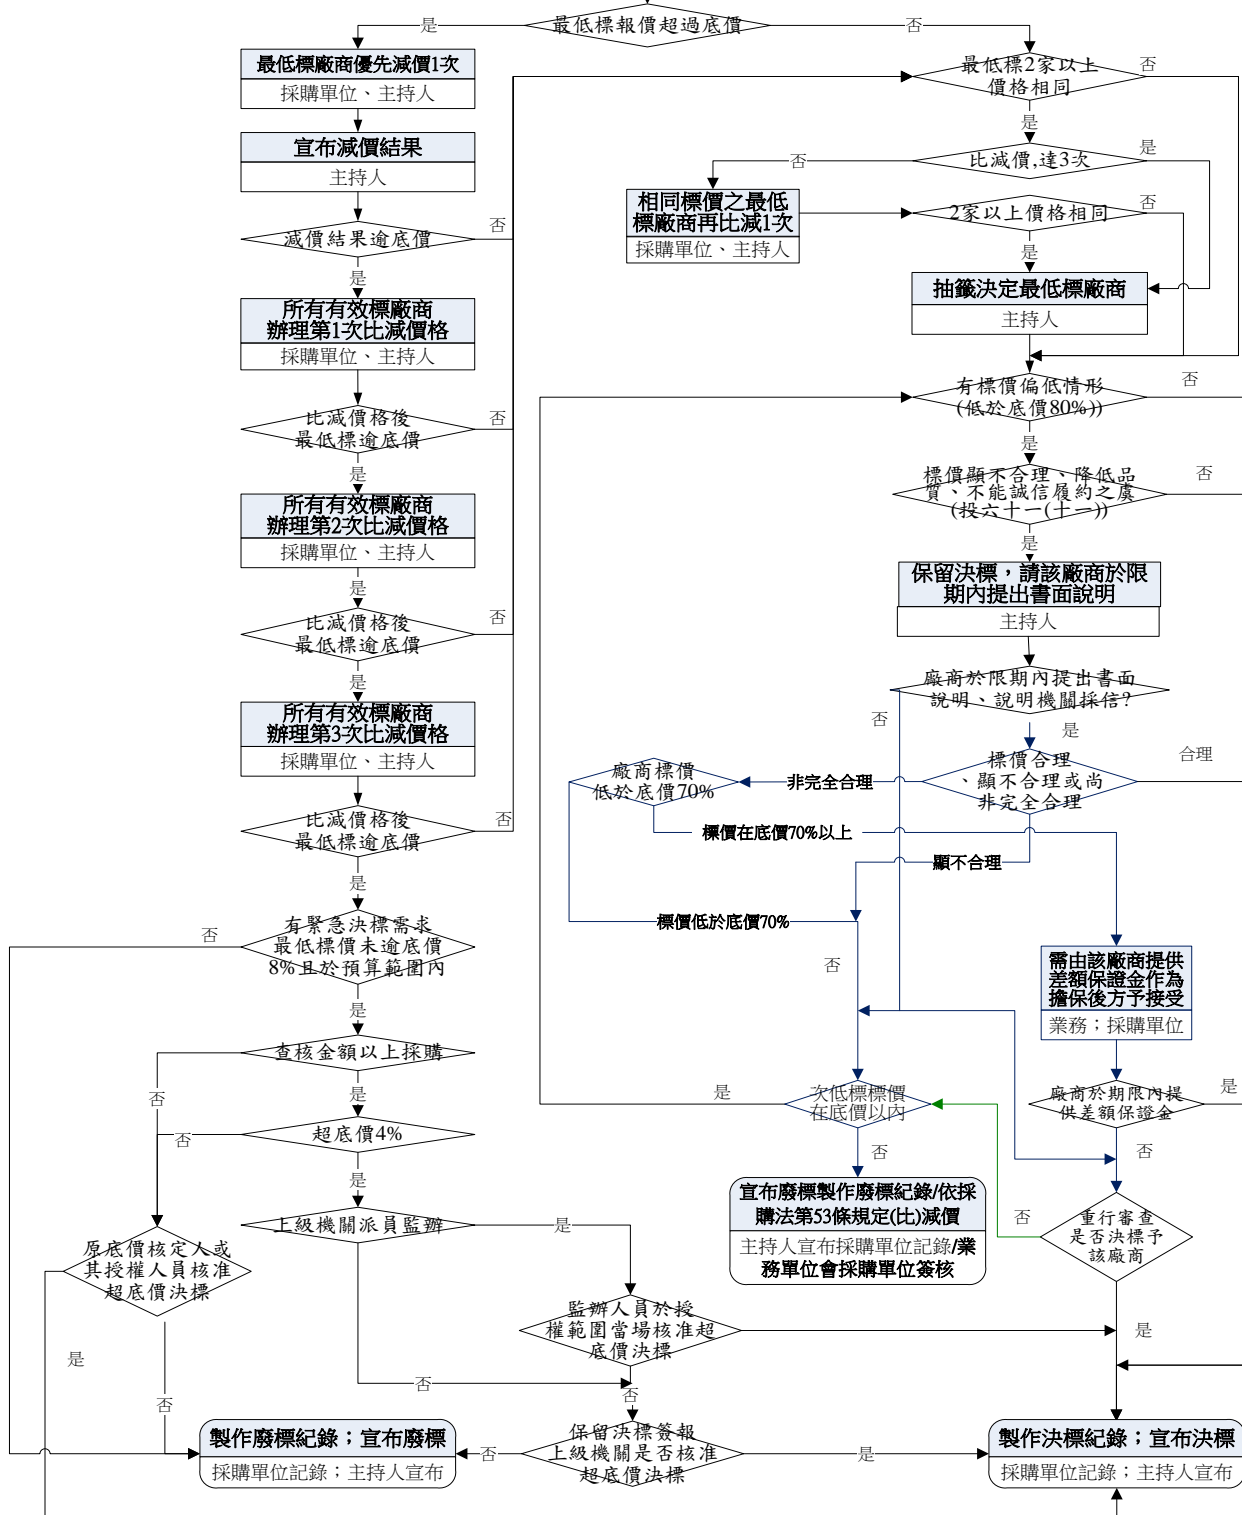 最低標報價超過底價
是
否
最低標廠商優先減價1次
採購單位、主持人
宣布減價結果
主持人
減價結果逾底價
否
是
所有有效標廠商
辦理第1次比減價格
採購單位、主持人
比減價格後
最低標逾底價
否
是
所有有效標廠商
辦理第2次比減價格
採購單位、主持人
比減價格後
最低標逾底價
否
是
所有有效標廠商
辦理第3次比減價格
採購單位、主持人
比減價格後
最低標逾底價
否
是
有緊急決標需求
最低標價未逾底價
8%且於預算範圍內
否
是
查核金額以上採購
否
是
超底價4%
否
是
上級機關派員監辦
是
否
原底價核定人或
其授權人員核准
超底價決標
是
否
監辦人員於授
權範圍當場核准超
底價決標
是
否
保留決標簽報
上級機關是否核准
超底價決標
否
是
製作廢標紀錄；宣布廢標
採購單位記錄；主持人宣布
製作決標紀錄；宣布決標
採購單位記錄；主持人宣布
最低標2家以上
價格相同
否
是
比減價,達3次
否
是
相同標價之最低
標廠商再比減1次
採購單位、主持人
2家以上價格相同
否
是
抽籤決定最低標廠商
主持人
有標價偏低情形
(低於底價80%))
否
是
標價顯不合理、降低品
質、不能誠信履約之虞
(投六十一(十一))
否
是
保留決標，請該廠商於限
期內提出書面說明
主持人
廠商於限期內提出書面
說明、說明機關採信?
否
是
標價合理
、顯不合理或尚
非完全合理
合理
非完全合理
顯不合理
廠商標價
低於底價70%
標價在底價70%以上
標價低於底價70%
否
需由該廠商提供
差額保證金作為
擔保後方予接受
業務；採購單位
廠商於期限內提
供差額保證金
是
否
次低標標價
在底價以內
是
否
宣布廢標製作廢標紀錄/依採
購法第53條規定(比)減價
主持人宣布採購單位記錄/業
務單位會採購單位簽核
重行審查
是否決標予
該廠商
否